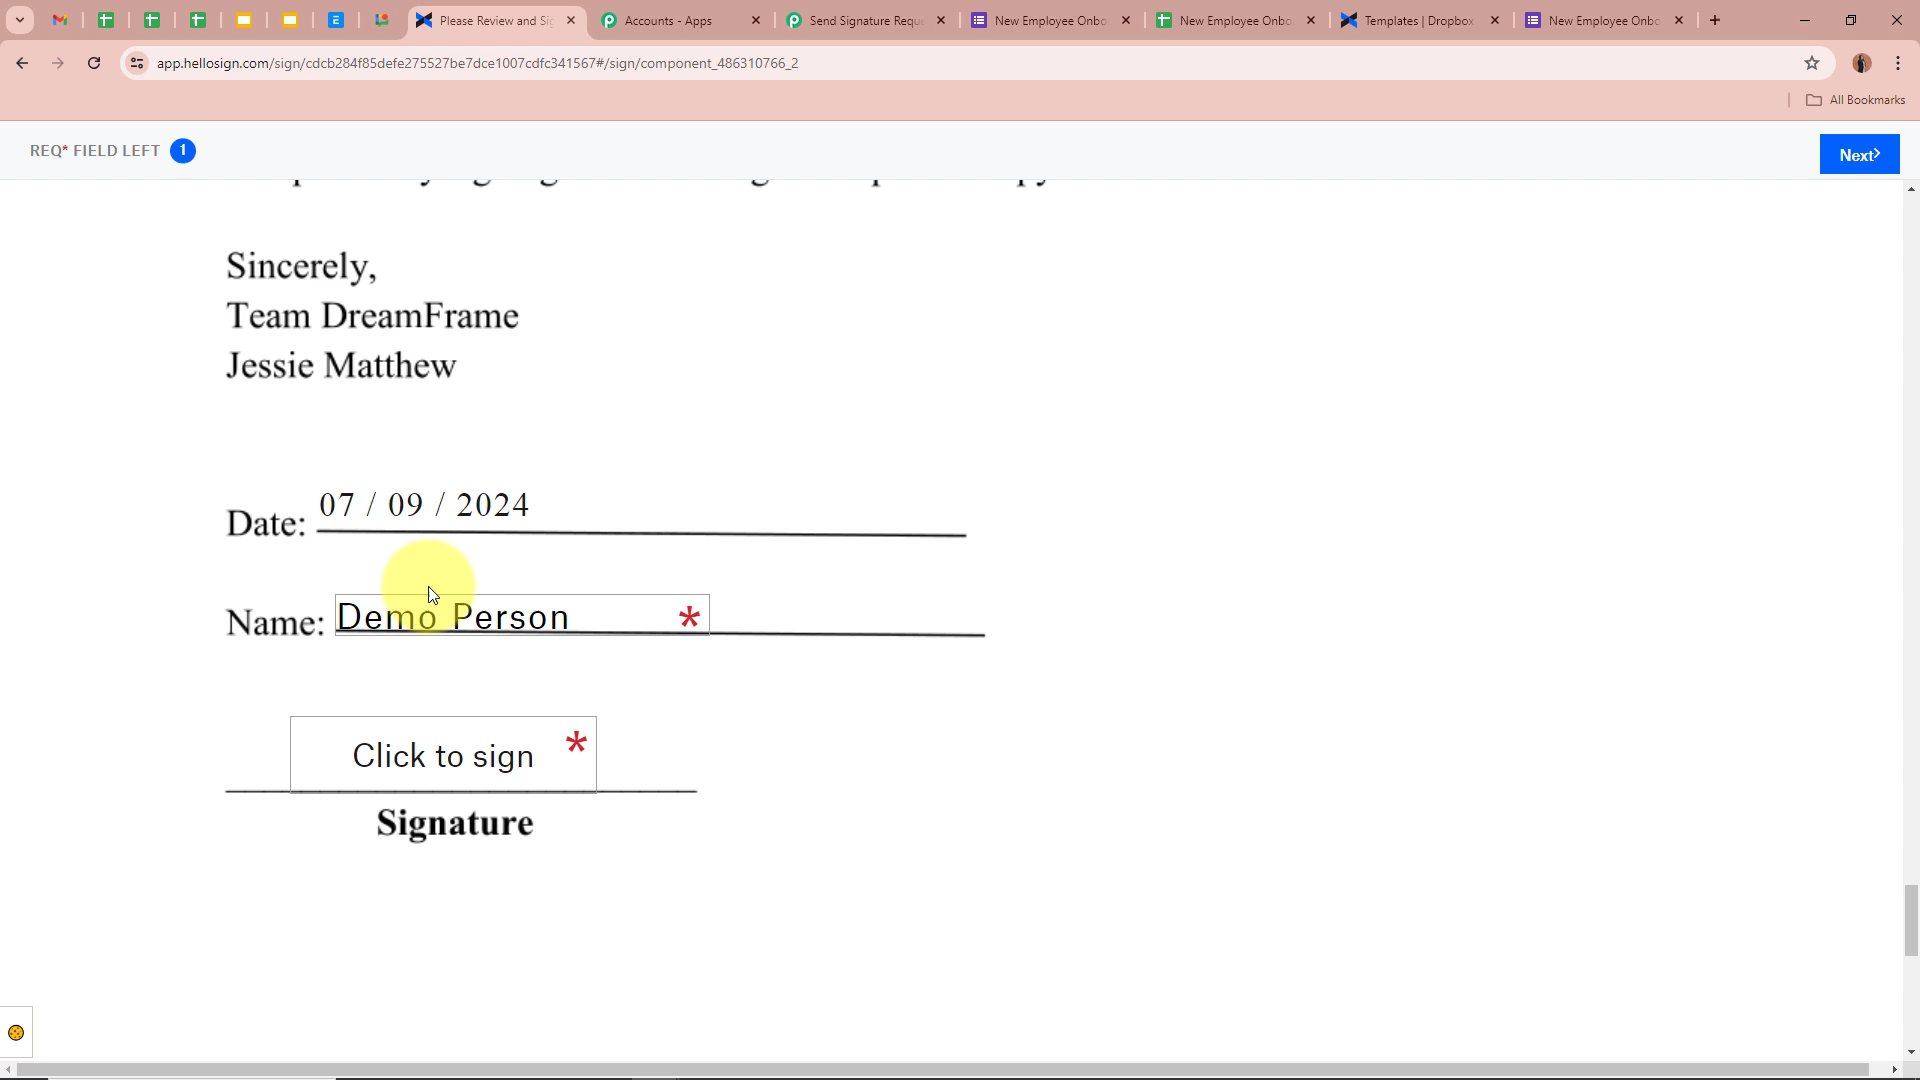 Please Review and Si
Accounts - Apps
Send Signature Reque
New Employee Onbo
New Employee Onbo
Templates | Dropbox
New Employee Onbo
app.hellosign.com/sign/cdcb284f85defe275527be7dce1007cdfc341567#/sign/component_486310766_2
All Bookmarks
REQ* FIELD LEFT 1
Next
Sincerely,
Team DreamFrame
Jessie Matthew
Date: 07 / 09 / 2024
Name: Demo Person *
Click to sign *
Signature